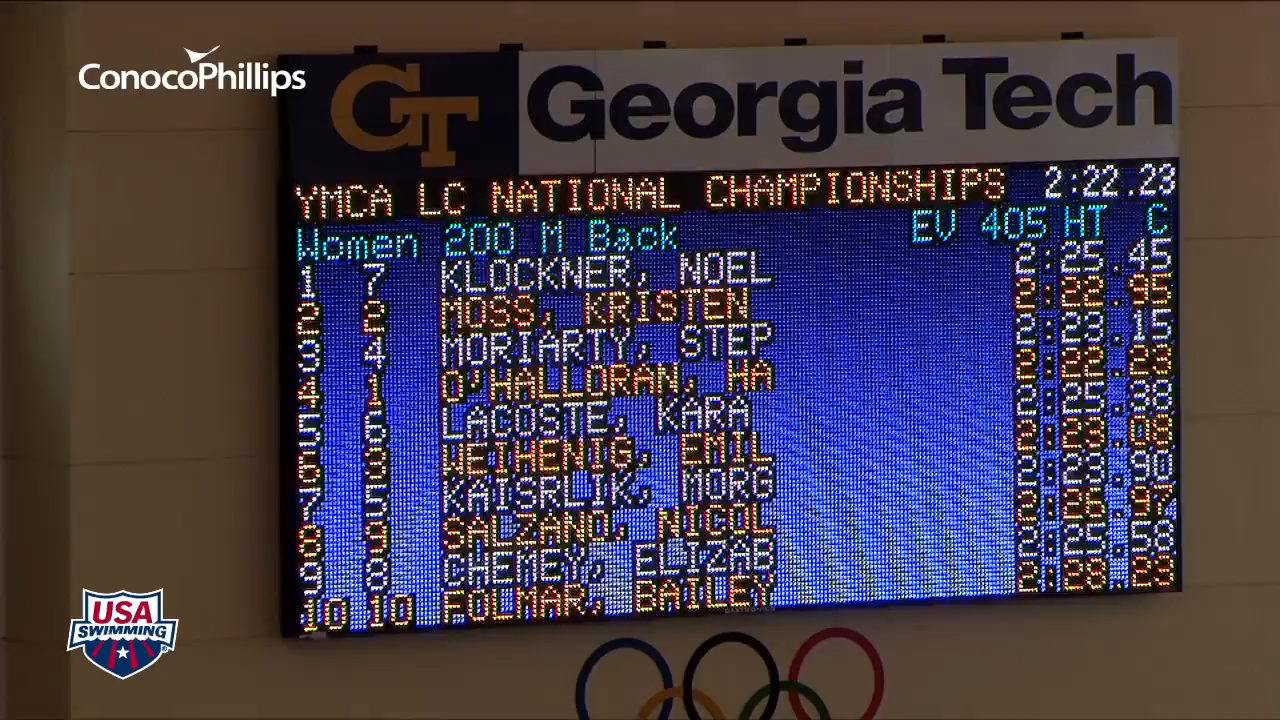 ConocoPhillips
GT Georgia Tech
YMCA LC NATIONAL CHAMPIONSHIPS 2:22.23
Women 200 M Back EV 405 HT C
1 7 KLOCKNER, NOEL 2:25.45
2 2 MOSS, KRISTEN 2:22.95
3 4 MORIARTY, STEP 2:23.15
4 1 O'HALLORAN, HA 2:22.23
5 6 LACOSTE, KARA 2:25.38
6 3 WEIHENIG, EMIL 2:23.09
7 5 KAISRLIK, MORG 2:23.90
8 9 SALZANO, NICOL 2:26.97
9 8 CHEMEY, ELIZAB 2:25.58
10 10 FOLMAR, BAILEY 2:28.23
DAKTRONICS
USA
SWIMMING